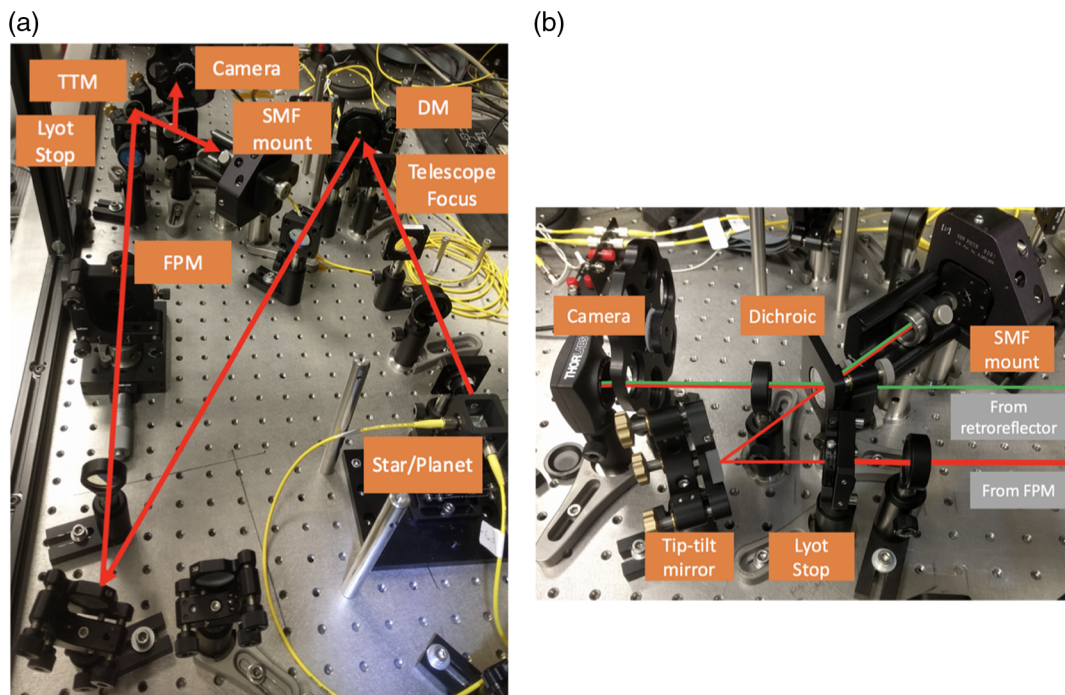 (a)
(b)
TTM
Camera
DM
Lyot
Stop
SMF
mount
Telescope
Focus
FPM
Star/Planet
Camera
THORLABS
Dichroic
SMF
mount
From
retroreflector
From FPM
Tip-tilt
mirror
Lyot
Stop